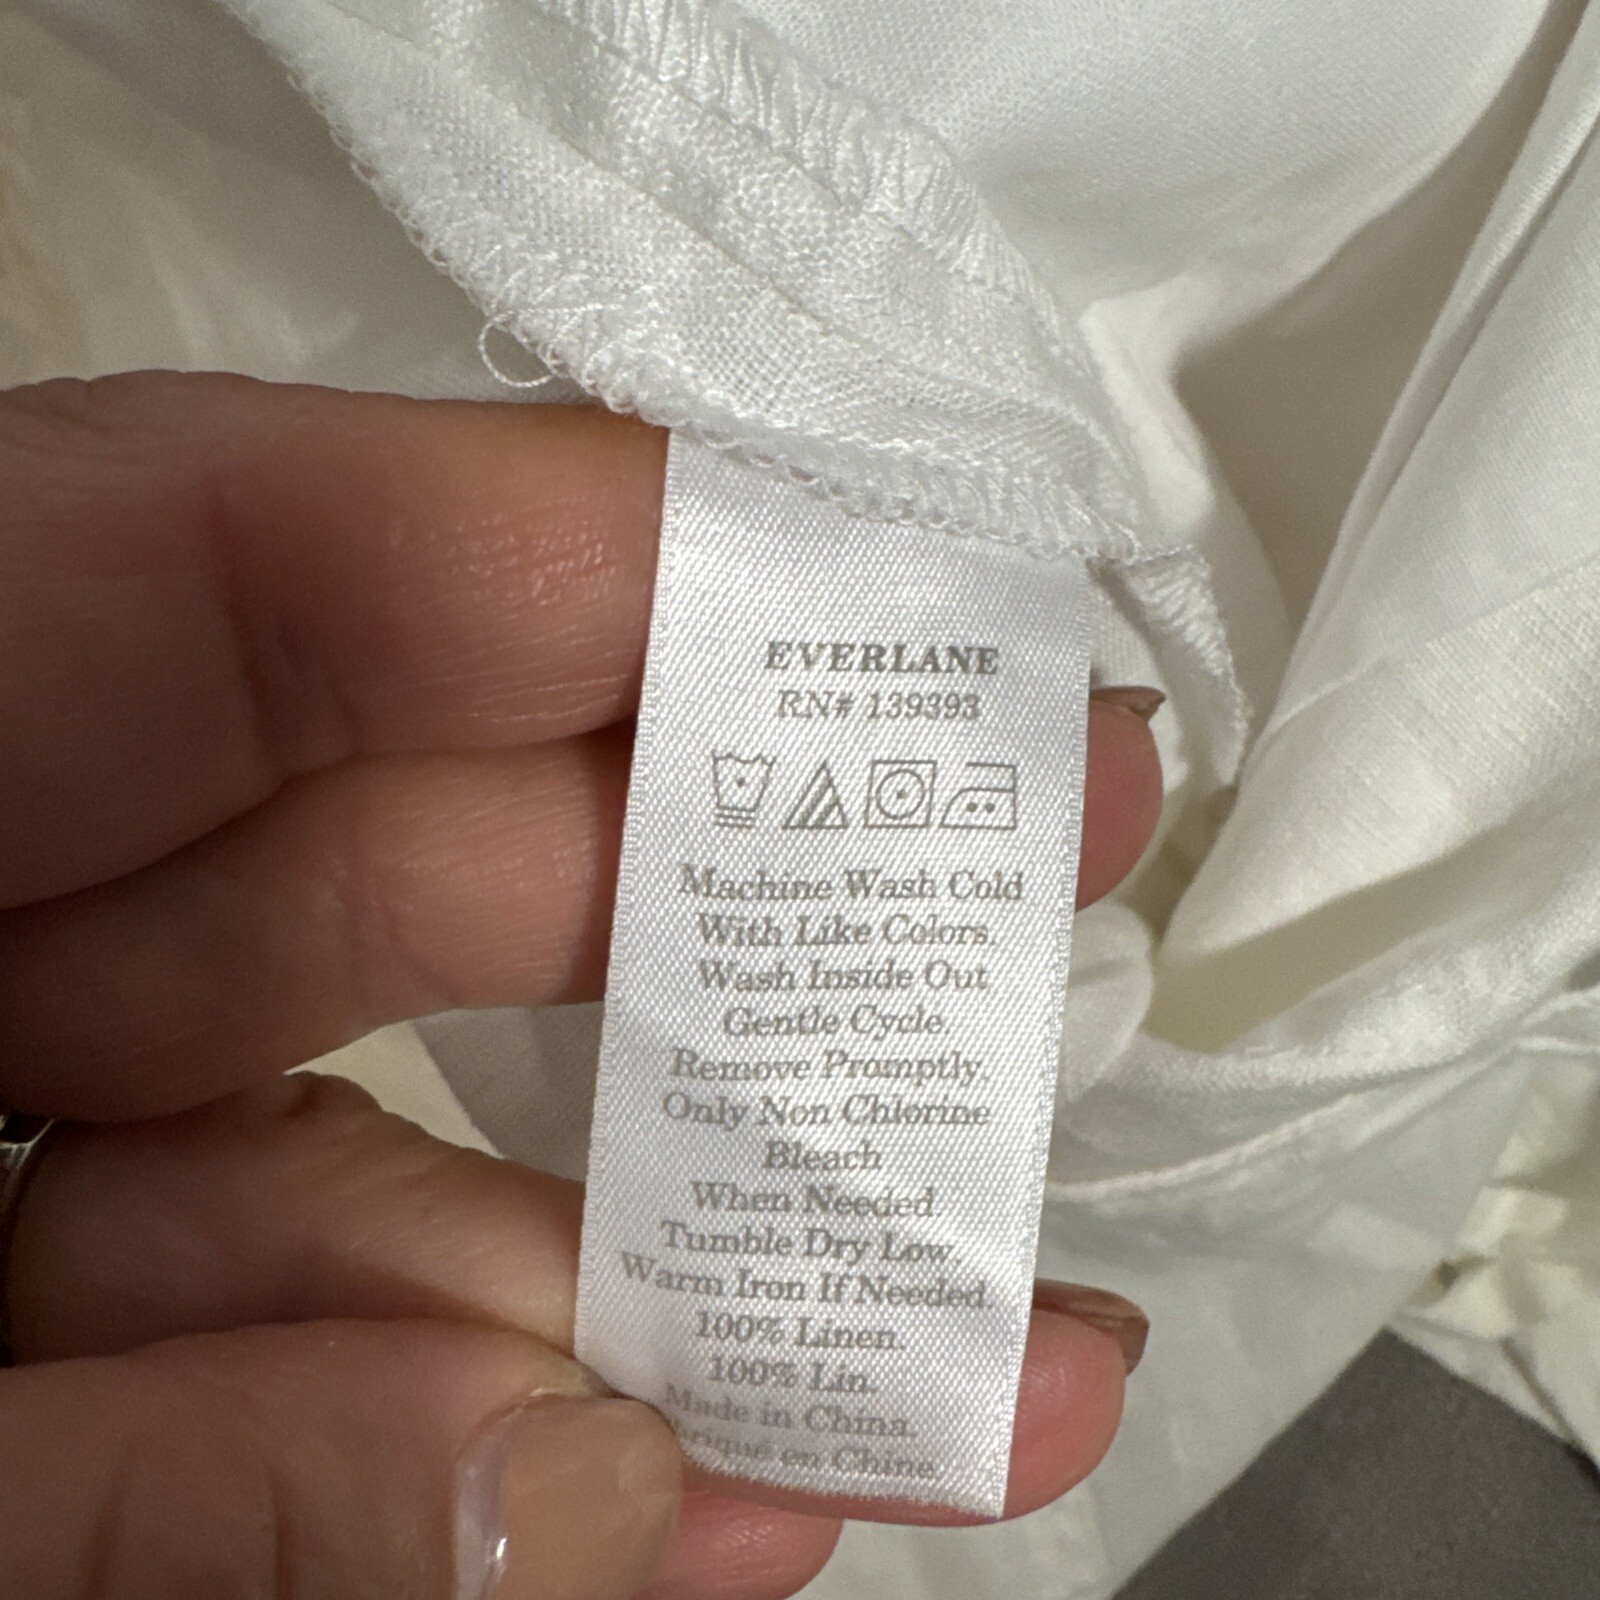 EVERLANE
RN# 139393
Machine Wash Cold
With Like Colors.
Wash Inside Out
Gentle Cycle.
Remove Promptly.
Only Non Chlorine
Bleach
When Needed.
Tumble Dry Low.
Warm Iron If Needed.
100% Linen.
100% Lin.
Made in China.
en Chine